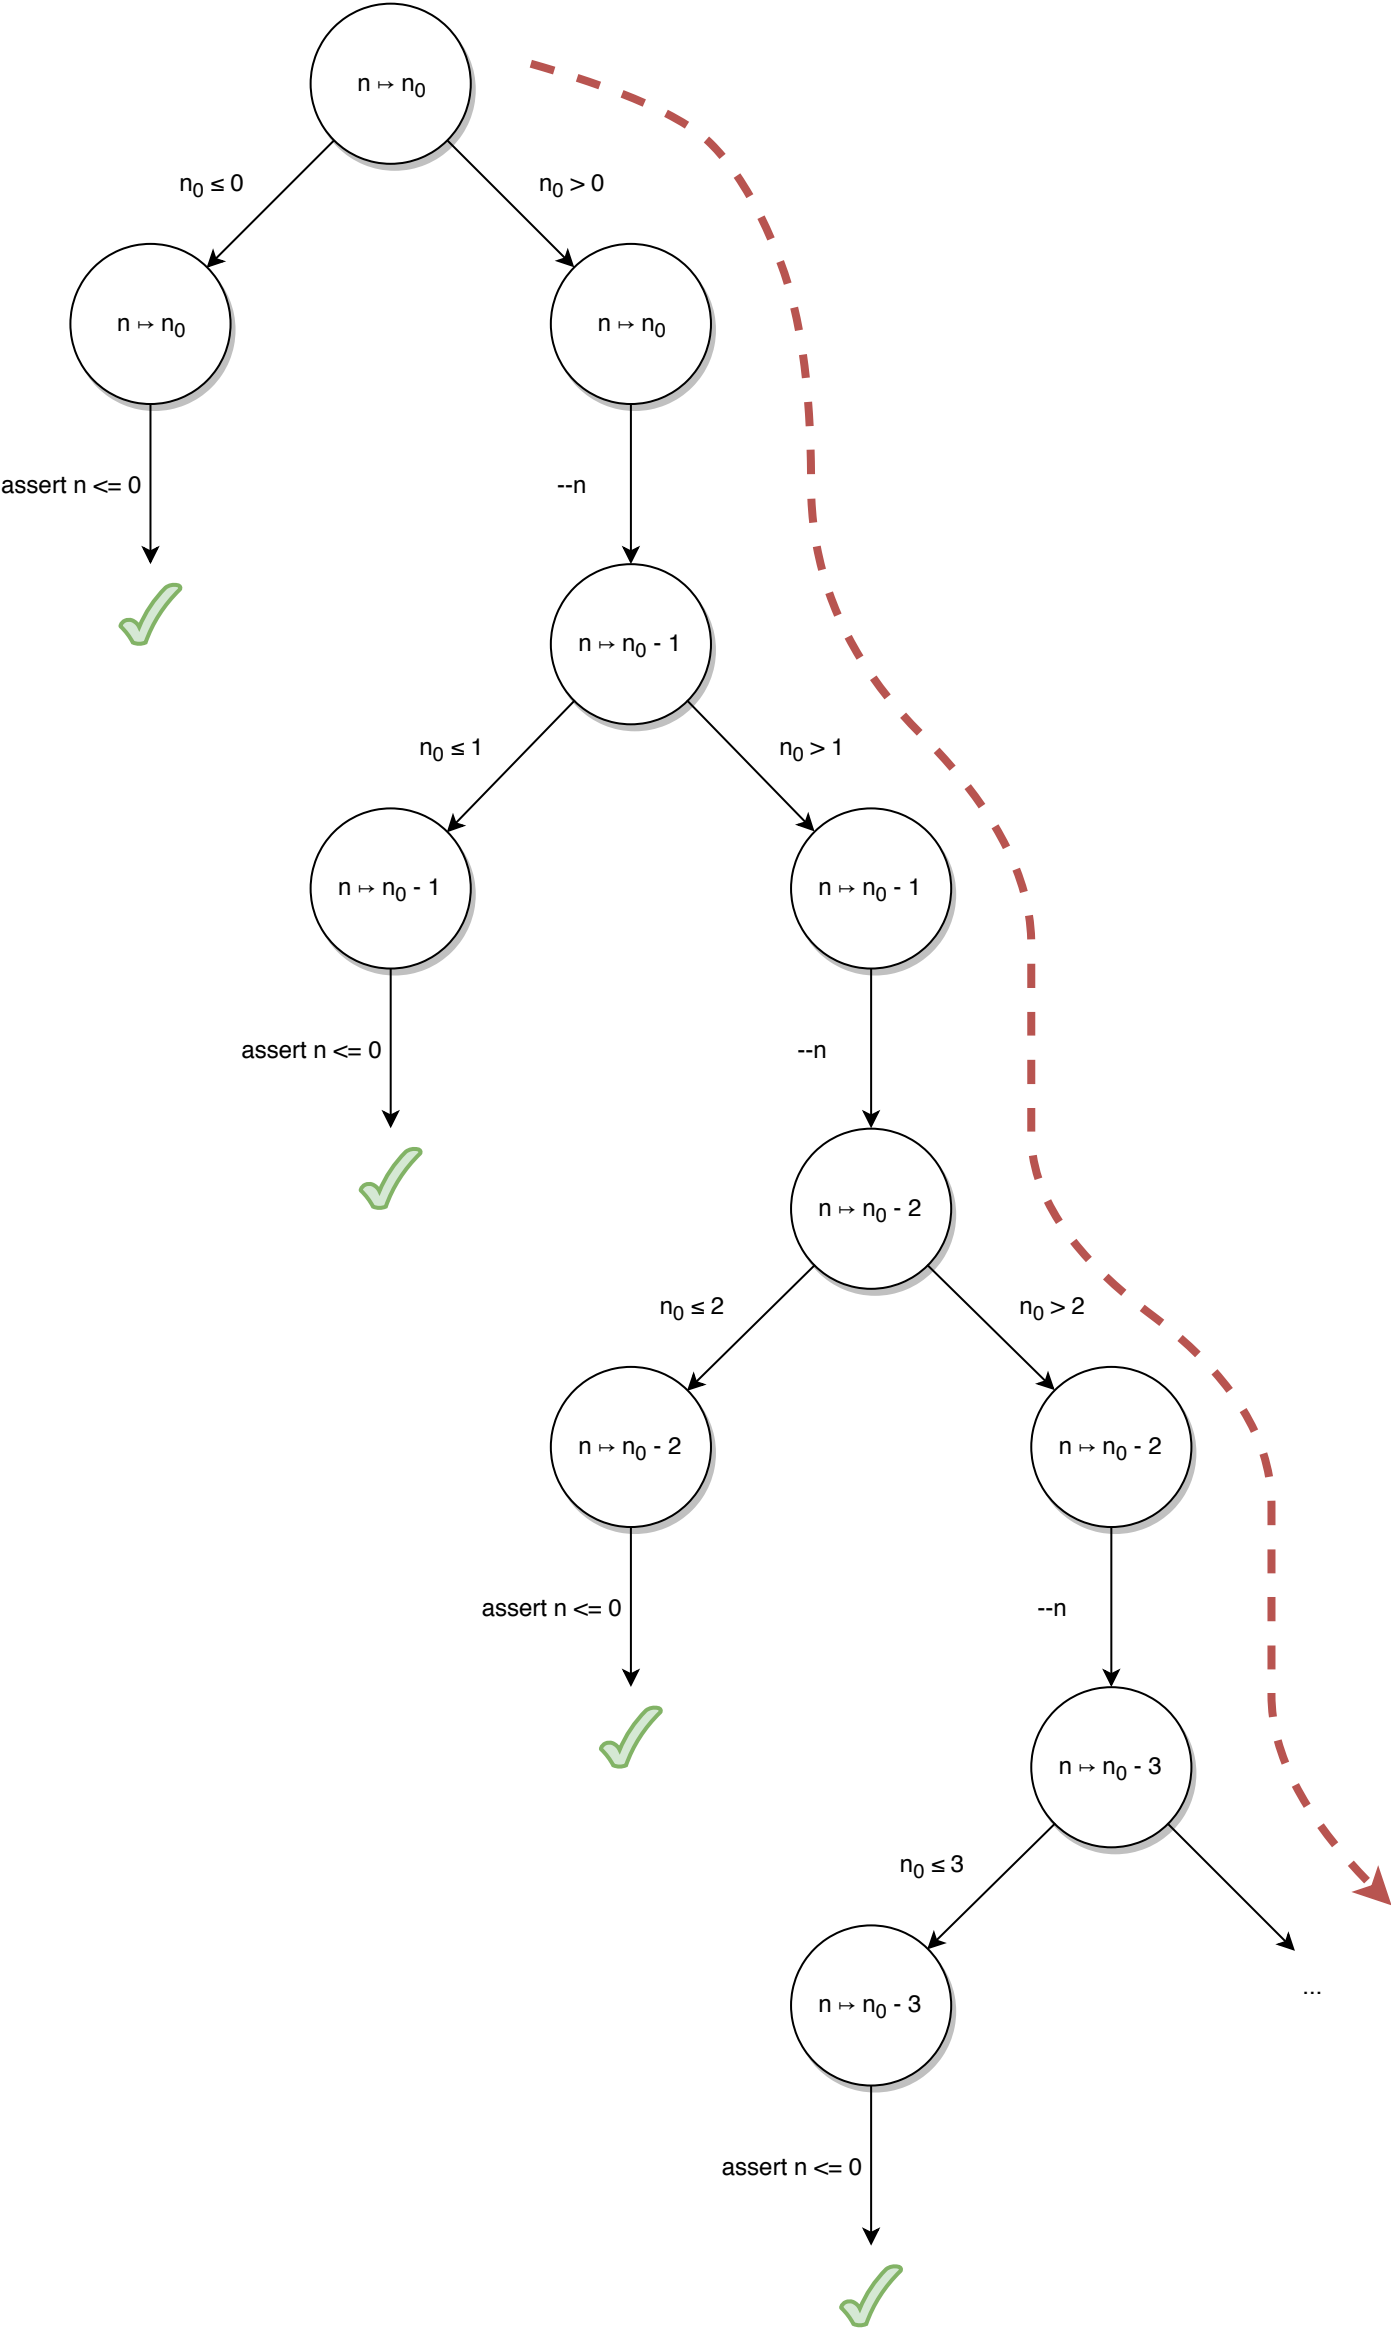 n ↦ n₀
n₀ ≤ 0
n₀ > 0
n ↦ n₀
n ↦ n₀
assert n <= 0
--n
n ↦ n₀ - 1
n₀ ≤ 1
n₀ > 1
n ↦ n₀ - 1
n ↦ n₀ - 1
assert n <= 0
--n
n ↦ n₀ - 2
n₀ ≤ 2
n₀ > 2
n ↦ n₀ - 2
n ↦ n₀ - 2
assert n <= 0
--n
n ↦ n₀ - 3
n₀ ≤ 3
...
n ↦ n₀ - 3
assert n <= 0